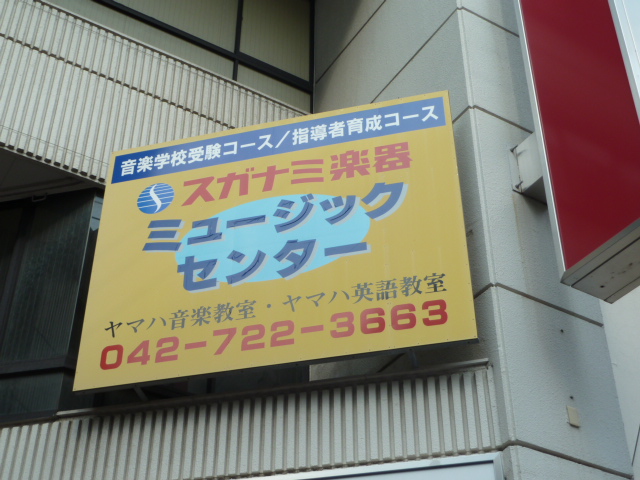 音楽学校受験コース／指導者育成コース
スガナミ楽器
ミュージック
センター
ヤマハ音楽教室・ヤマハ英語教室
042-722-3663